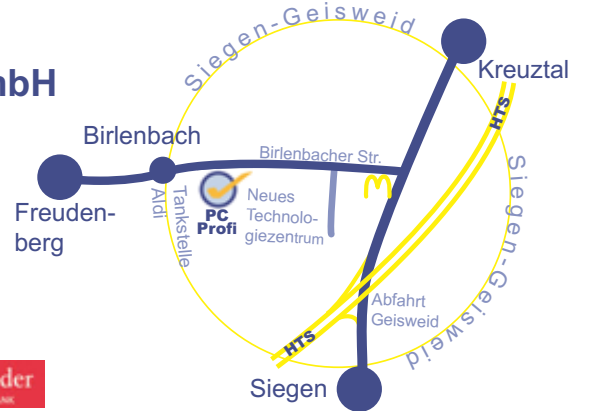 Siegen-Geisweid
mbH
Kreuztal
HTS
Birlenbach
Birlenbacher Str.
Siegen-Geisweid
Freuden-
berg
Aldi
Tankstelle
PC
Profi
Neues
Technolo-
giezentrum
Abfahrt
Geisweid
HTS
Siegen
der